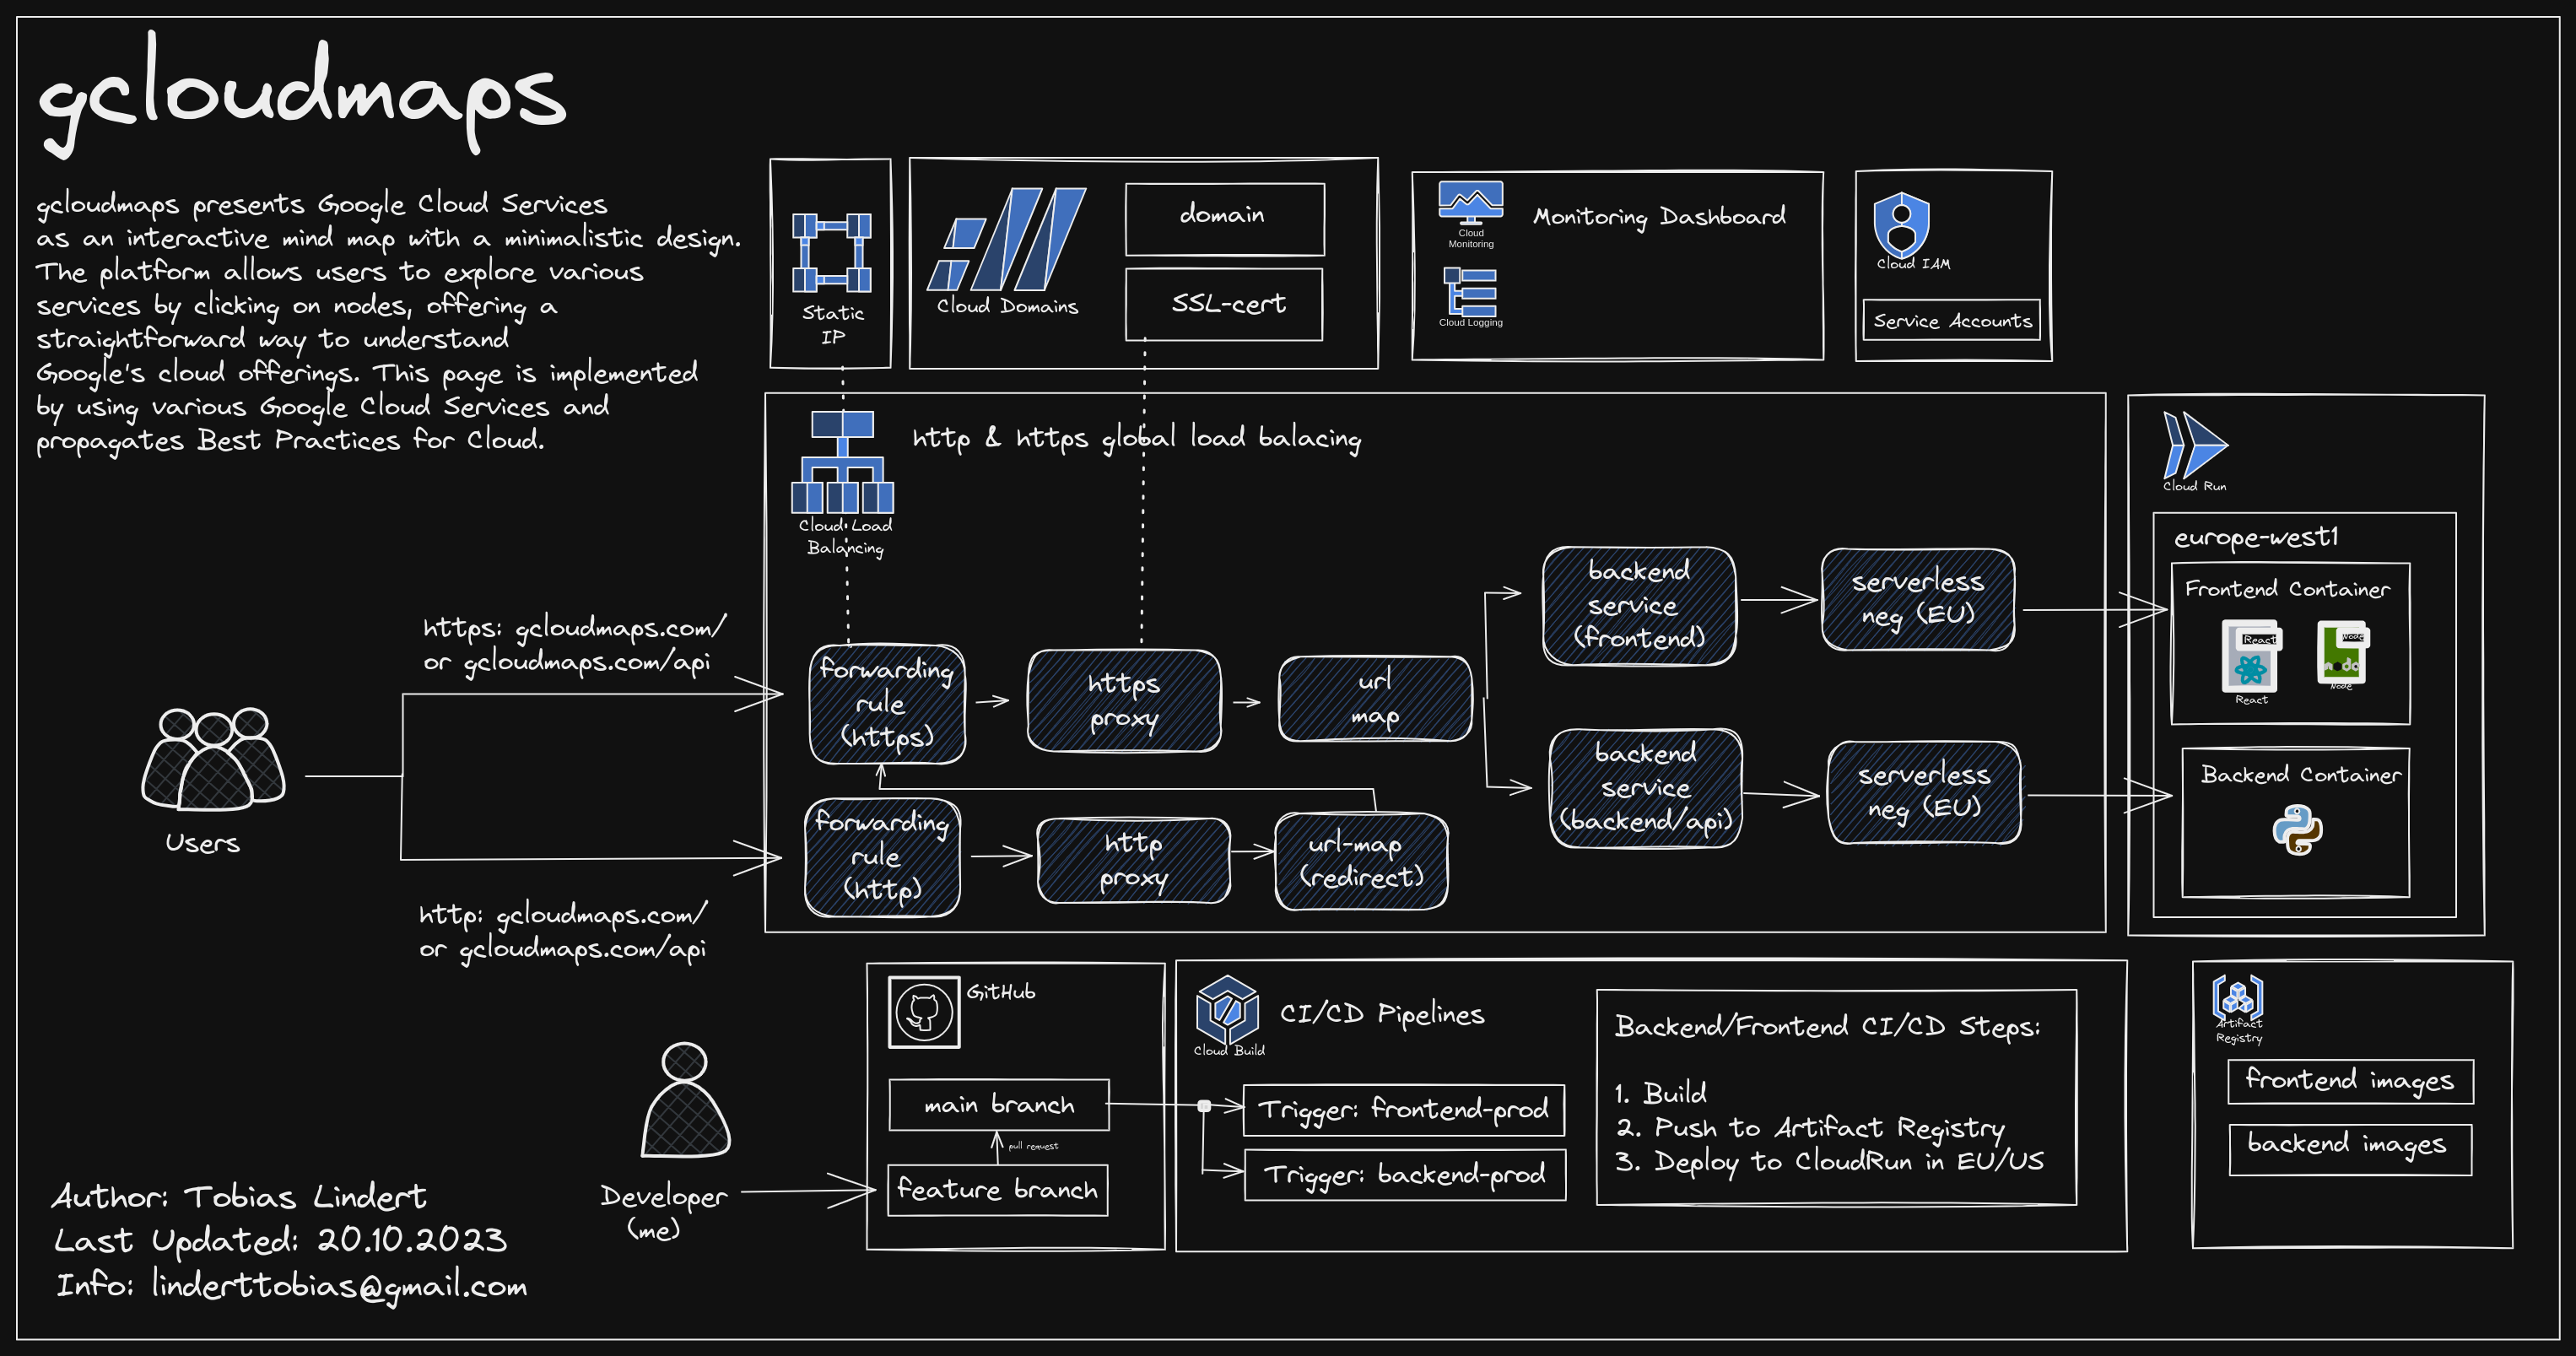 gcloudmaps
gcloudmaps presents Google Cloud Services
as an interactive mind map with a minimalistic design.
The platform allows users to explore various
services by clicking on nodes, offering a
straightforward way to understand
Google's cloud offerings. This page is implemented
by using various Google Cloud Services and
propagates Best Practices for Cloud.
Static
IP
Cloud Domains
domain
SSL-cert
Cloud
Monitoring
Monitoring Dashboard
Cloud Logging
Cloud IAM
Service Accounts
Cloud Load
Balancing
http & https global load balacing
https: gcloudmaps.com/
or gcloudmaps.com/api
Users
http: gcloudmaps.com/
or gcloudmaps.com/api
forwarding
rule
(https)
https
proxy
url
map
forwarding
rule
(http)
http
proxy
url-map
(redirect)
backend
service
(frontend)
serverless
neg (EU)
backend
service
(backend/api)
serverless
neg (EU)
Cloud Run
europe-west1
Frontend Container
React
React
Node
node
Node
Backend Container
Developer
(me)
GitHub
main branch
pull request
feature branch
Cloud Build
CI/CD Pipelines
Trigger: frontend-prod
Trigger: backend-prod
Backend/Frontend CI/CD Steps:
1. Build
2. Push to Artifact Registry
3. Deploy to CloudRun in EU/US
Artifact
Registry
frontend images
backend images
Author: Tobias Lindert
Last Updated: 20.10.2023
Info: linderttobias@gmail.com